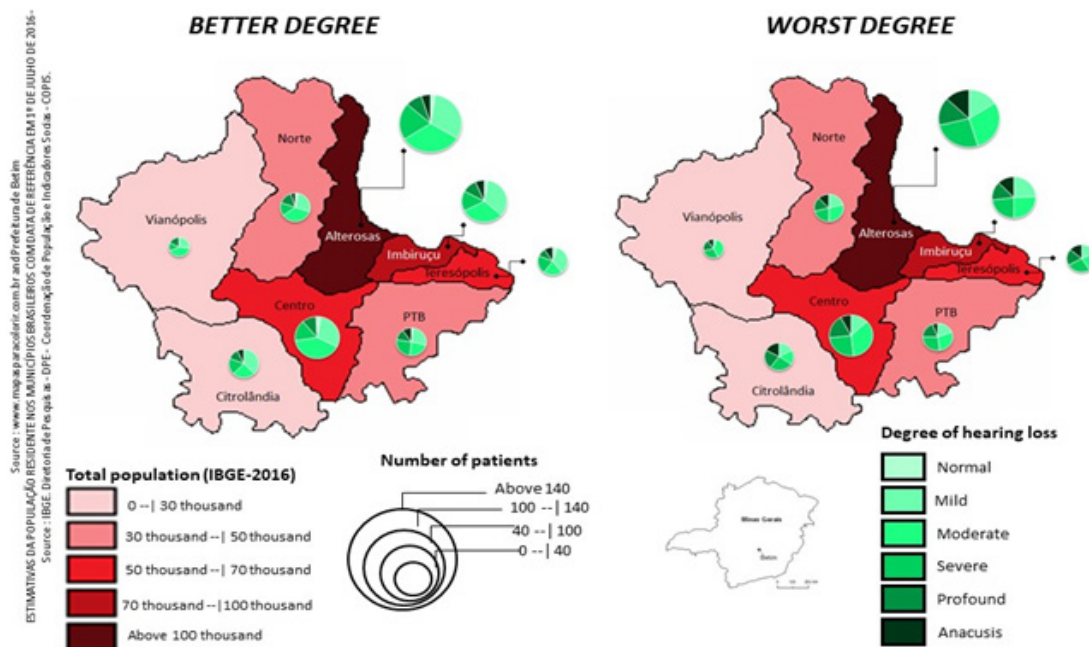 BETTER DEGREE
WORST DEGREE
Source : www.mapasparacolorir.com.br and Prefeitura de Betim
ESTIMATIVAS DA POPULAÇÃO RESIDENTE NOS MUNICÍPIOS BRASILEIROS COM DATA DE REFERÊNCIA EM 1º DE JULHO DE 2016 -
Source : IBGE. Diretoria de Pesquisas - DPE - Coordenação de População e Indicadores Sociais - COPIS.
Norte
Vianópolis
Alterosas
Imbiruçu
Teresópolis
Centro
PTB
Citrolândia
Norte
Vianópolis
Alterosas
Imbiruçu
Teresópolis
Centro
PTB
Citrolândia
Total population (IBGE-2016)
0 --| 30 thousand
30 thousand --| 50 thousand
50 thousand --| 70 thousand
70 thousand --|100 thousand
Above 100 thousand
Number of patients
Above 140
100 --| 140
40 --| 100
0 --| 40
Minas Gerais
Betim
Degree of hearing loss
Normal
Mild
Moderate
Severe
Profound
Anacusis